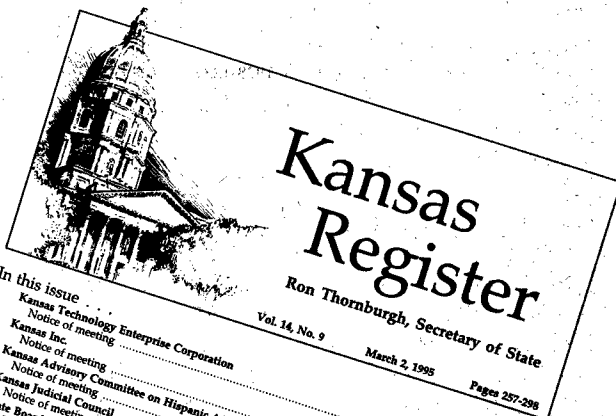 Kansas
Register
Ron Thornburgh, Secretary of State
Vol. 14, No. 9 March 2, 1995 Pages 257-298
In this issue . . .
Kansas Technology Enterprise Corporation
Notice of meeting
Kansas Inc.
Notice of meeting
Kansas Advisory Committee on Hispanic
Notice of meeting
Kansas Judicial Council
Notice of